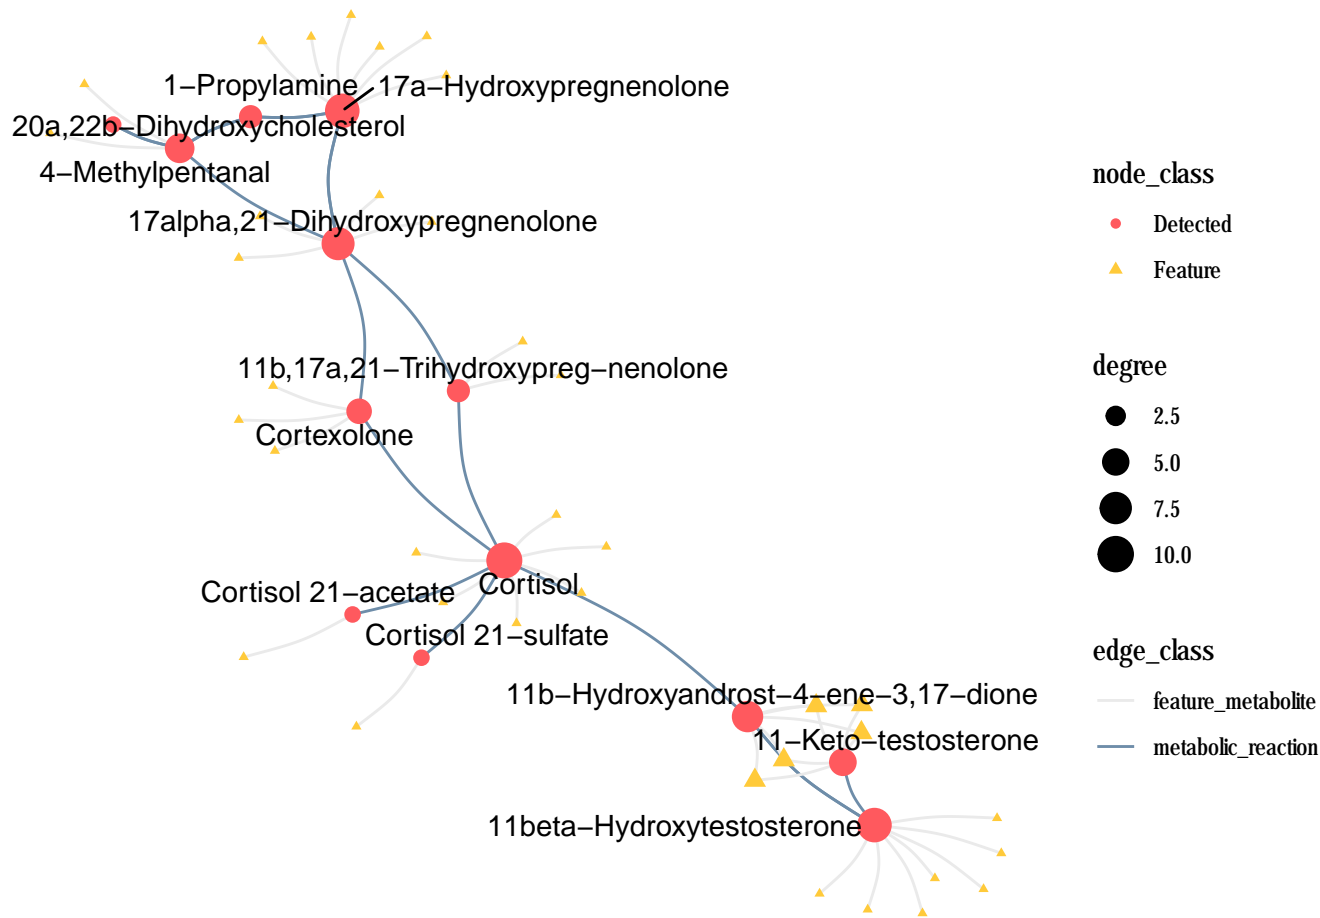 1−Propylamine
17a−Hydroxypregnenolone
20a,22b−Dihydroxycholesterol
4−Methylpentanal
17alpha,21−Dihydroxypregnenolone
11b,17a,21−Trihydroxypreg−nenolone
Cortexolone
Cortisol
Cortisol 21−acetate
Cortisol 21−sulfate
11b−Hydroxyandrost−4−ene−3,17−dione
11−Keto−testosterone
11beta−Hydroxytestosterone
node_class
Detected
Feature
degree
2.5
5.0
7.5
10.0
edge_class
feature_metabolite
metabolic_reaction